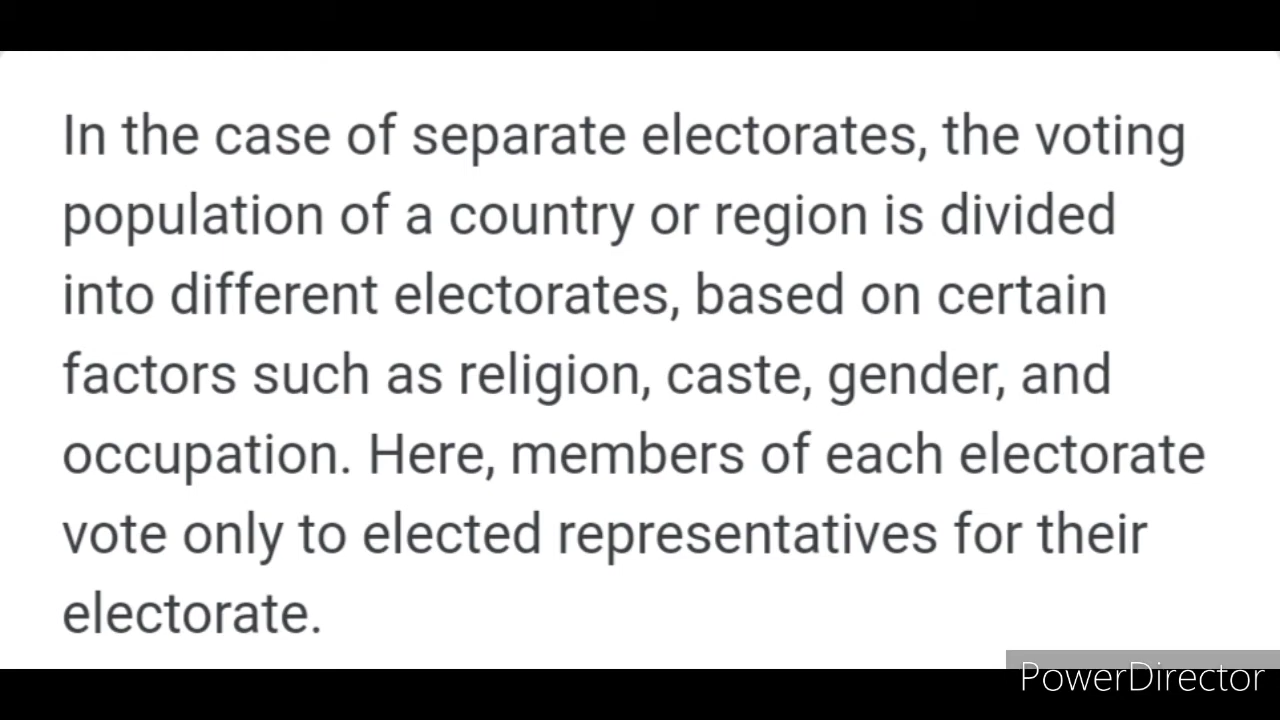 In the case of separate electorates, the voting
population of a country or region is divided
into different electorates, based on certain
factors such as religion, caste, gender, and
occupation. Here, members of each electorate
vote only to elected representatives for their
electorate.
PowerDirector